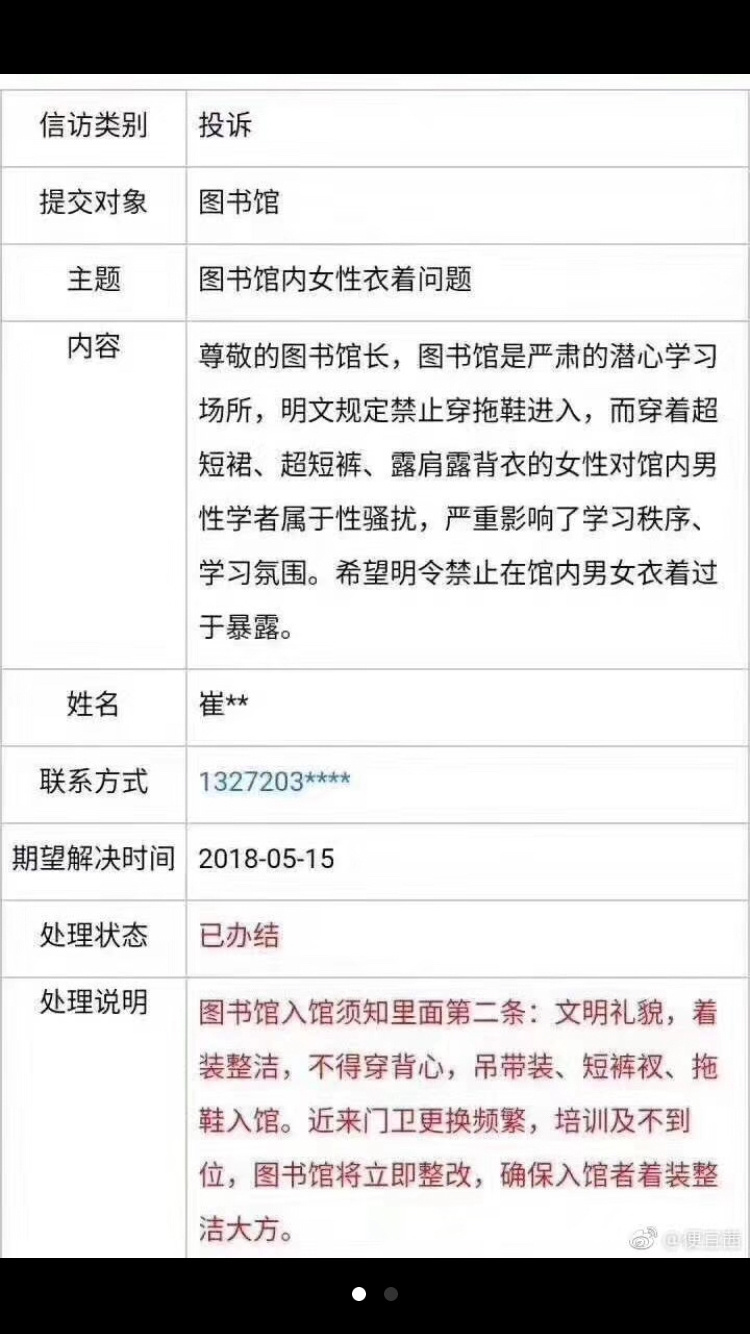 信访类别 投诉
提交对象 图书馆
主题 图书馆内女性衣着问题
内容 尊敬的图书馆长，图书馆是严肃的潜心学习
场所，明文规定禁止穿拖鞋进入，而穿着超
短裙、超短裤、露肩露背衣的女性对馆内男
性学者属于性骚扰，严重影响了学习秩序、
学习氛围。希望明令禁止在馆内男女衣着过
于暴露。
姓名 崔**
联系方式 1327203****
期望解决时间 2018-05-15
处理状态 已办结
处理说明 图书馆入馆须知里面第二条：文明礼貌，着
装整洁，不得穿背心，吊带装、短裤衩、拖
鞋入馆。近来门卫更换频繁，培训及不到
位，图书馆将立即整改，确保入馆者着装整
洁大方。